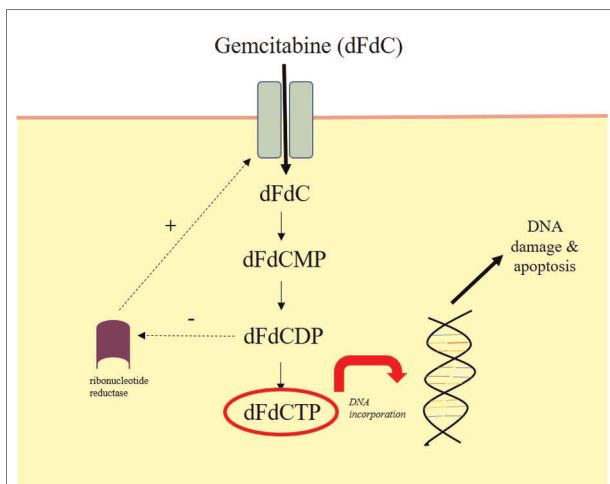 Gemcitabine (dFdC)
dFdC
+
DNA
damage &
apoptosis
dFdCMP
-
dFdCDP
ribonucleotide
reductase
dFdCTP
DNA
incorporation